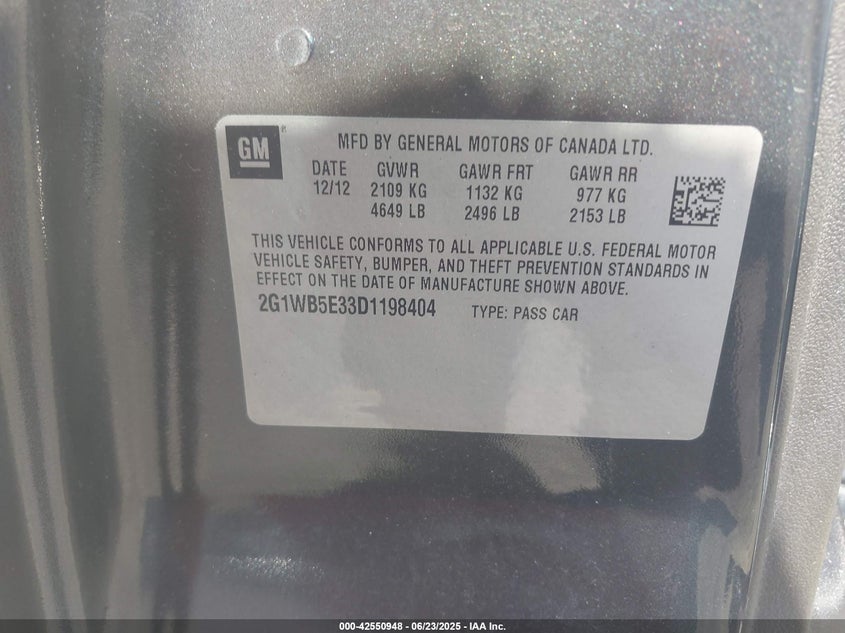 GM
MFD BY GENERAL MOTORS OF CANADA LTD.
DATE GVWR GAWR FRT GAWR RR
12/12 2109 KG 1132 KG 977 KG
4649 LB 2496 LB 2153 LB
THIS VEHICLE CONFORMS TO ALL APPLICABLE U.S. FEDERAL MOTOR
VEHICLE SAFETY, BUMPER, AND THEFT PREVENTION STANDARDS IN
EFFECT ON THE DATE OF MANUFACTURE SHOWN ABOVE.
2G1WB5E33D1198404 TYPE: PASS CAR
000-42550948 - 06/23/2025 - IAA Inc.